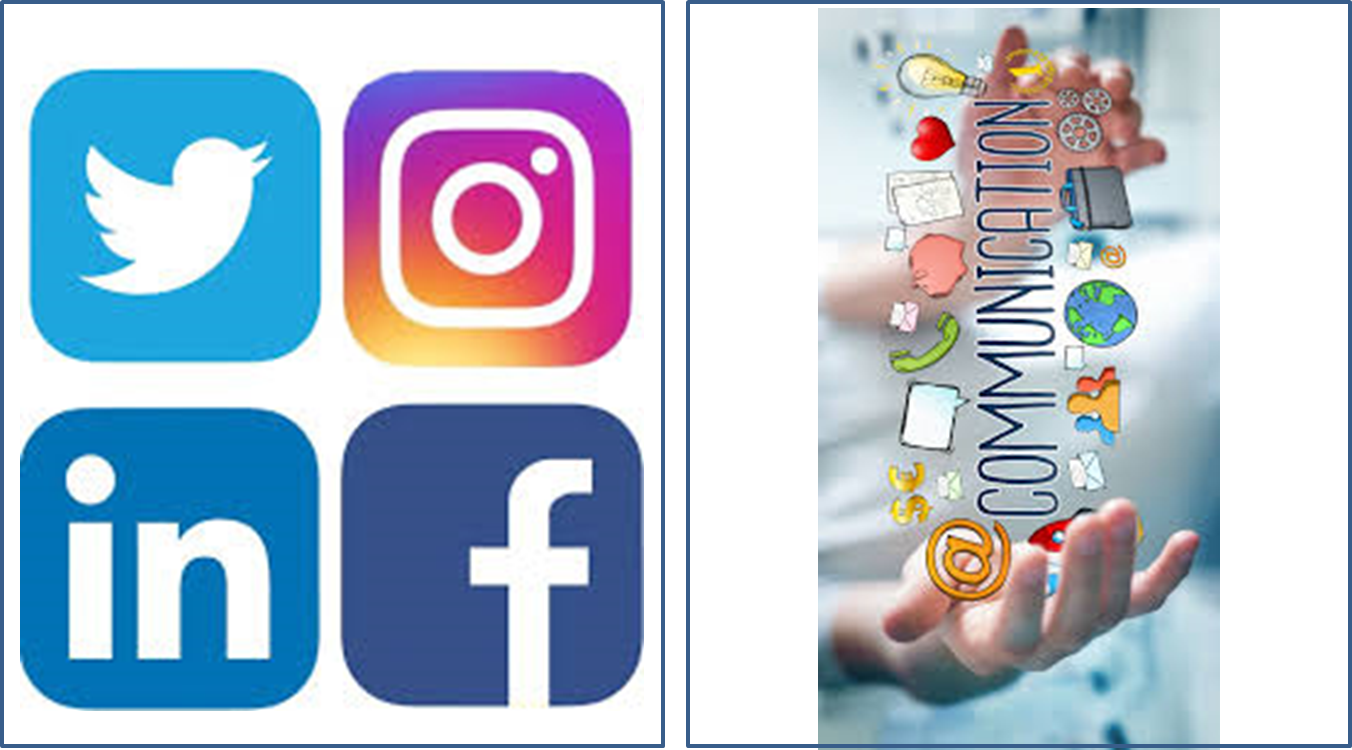 in
f
COMMUNICATION
@
@
$€